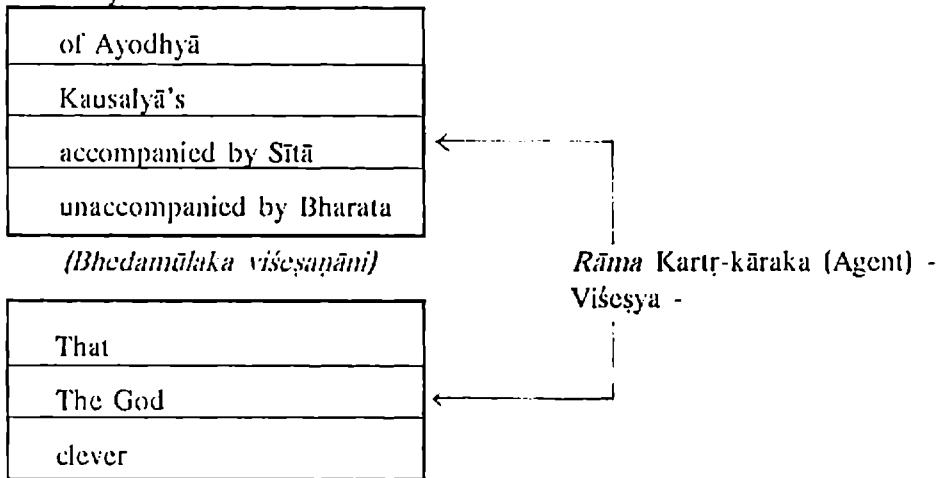 of Ayodhyā
Kausalyā's
accompanied by Sītā
unaccompanied by Bharata
(Bhedamūlaka viśeṣaṇāni)
Rāma Kartṛ-kāraka (Agent) -
Viśeṣya -
That
The God
clever